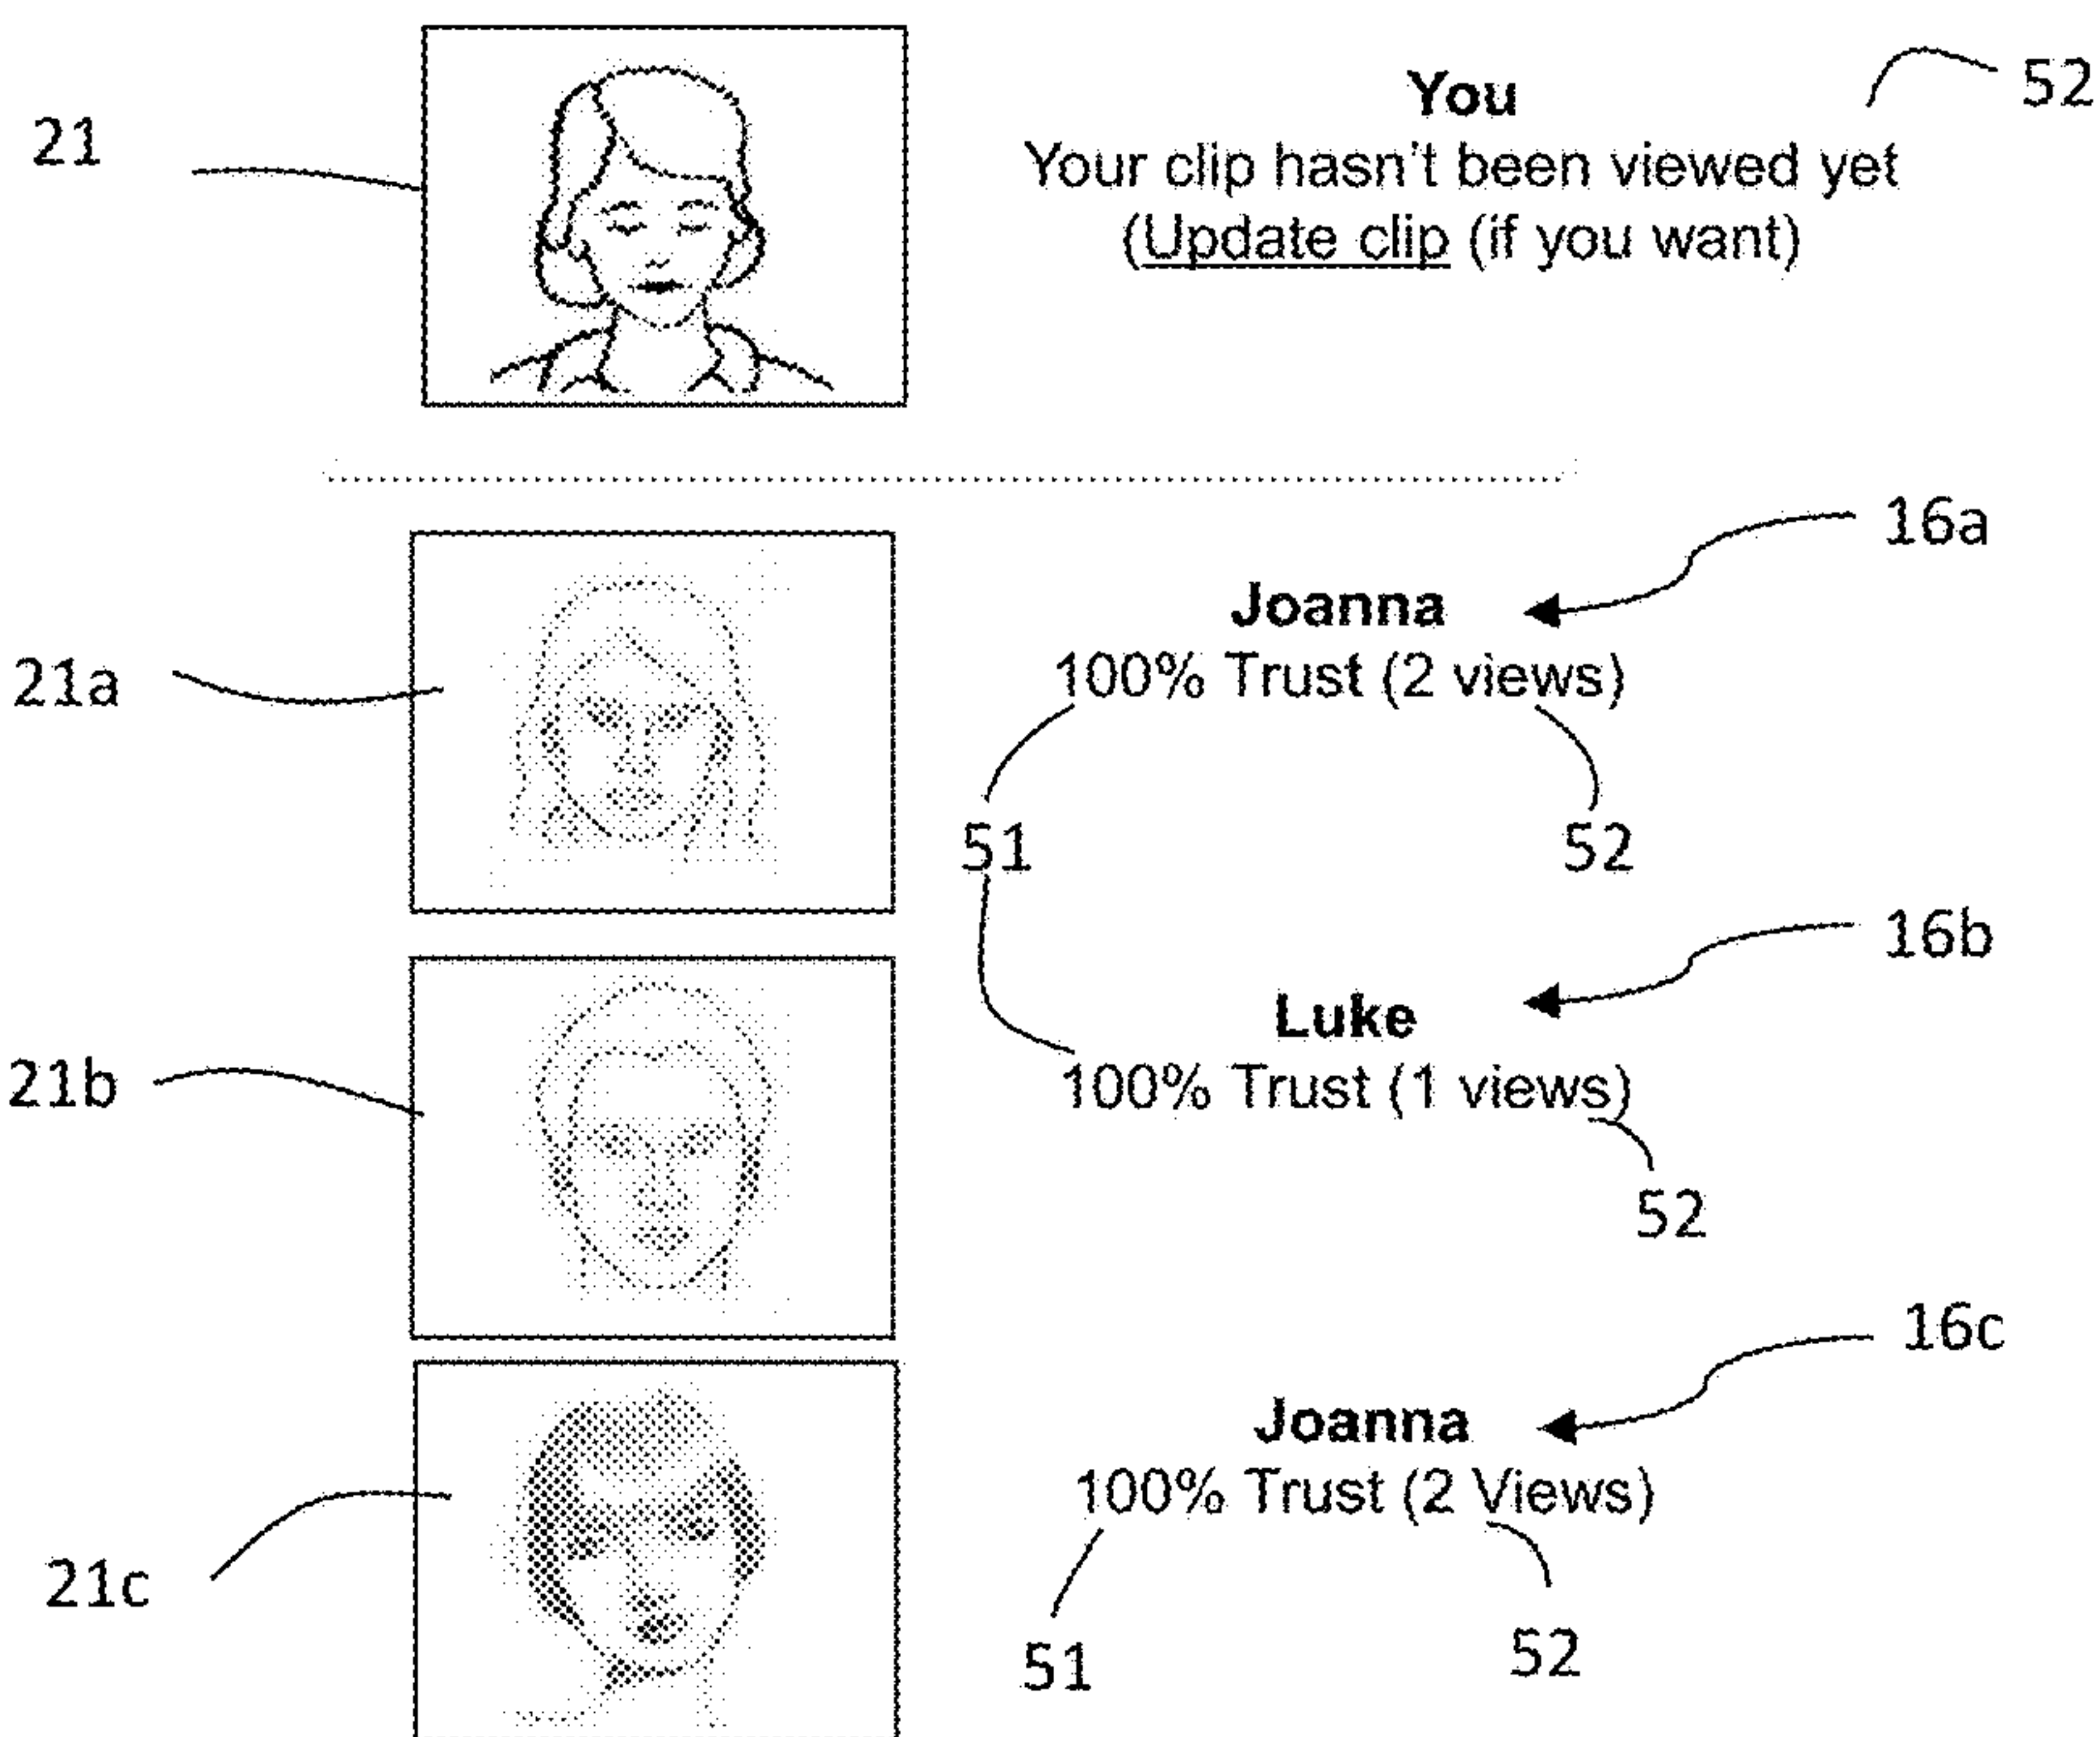 21
You
52
Your clip hasn't been viewed yet
(Update clip (if you want)
16a
Joanna
21a
100% Trust (2 views)
51
52
16b
Luke
21b
100% Trust (1 views)
52
16c
Joanna
100% Trust (2 Views)
21c
51
52